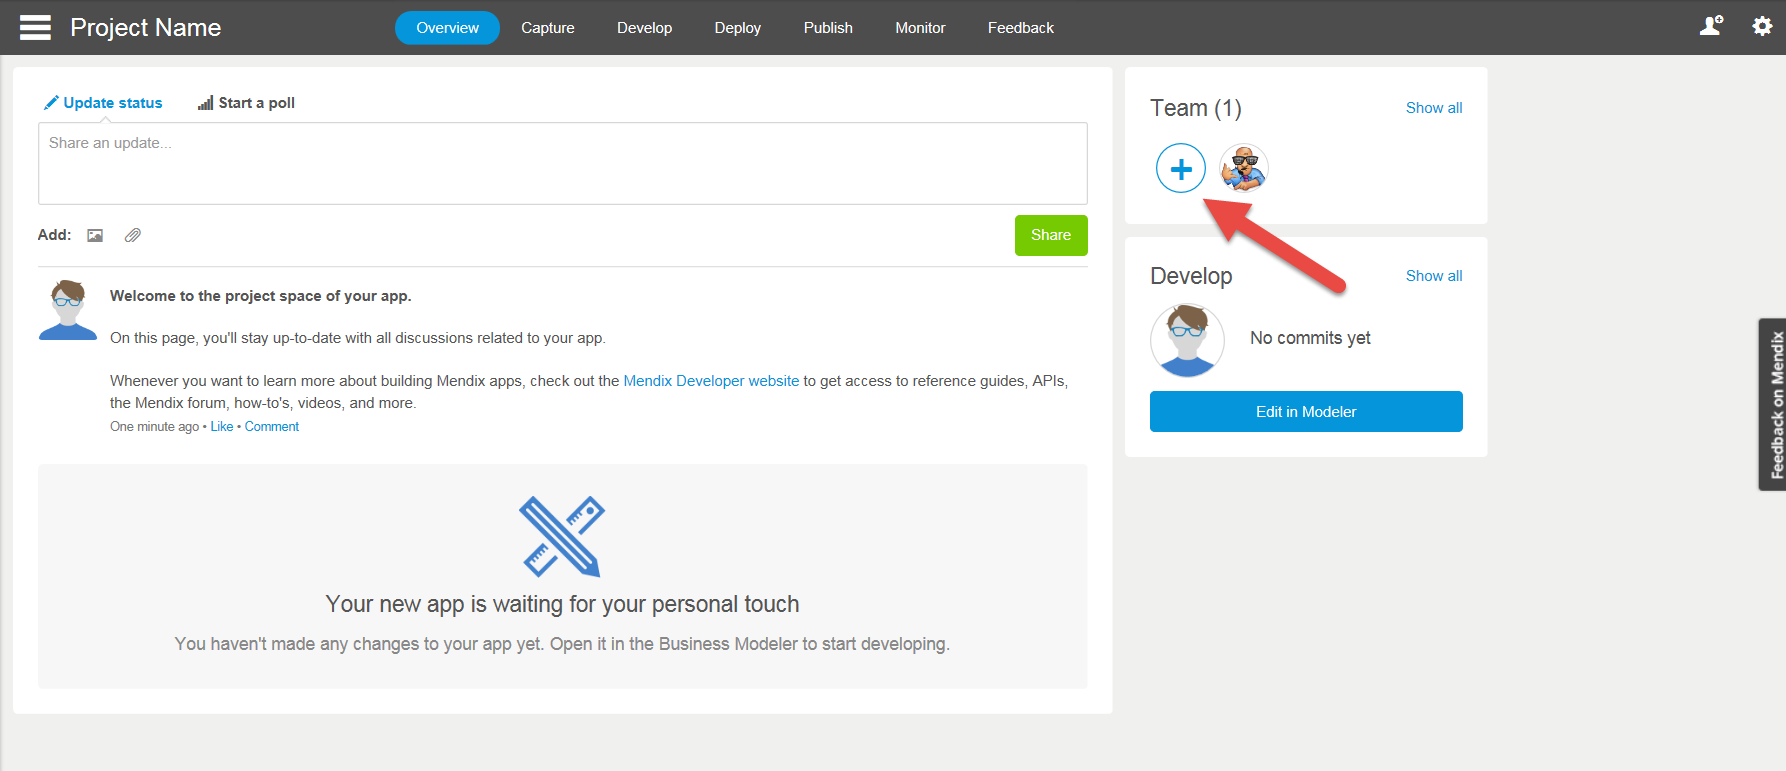 Project Name
Overview
Capture
Develop
Deploy
Publish
Monitor
Feedback
Update status
Start a poll
Share an update...
Add:
Share
Welcome to the project space of your app.
On this page, you'll stay up-to-date with all discussions related to your app.
Whenever you want to learn more about building Mendix apps, check out the Mendix Developer website to get access to reference guides, APIs,
the Mendix forum, how-to's, videos, and more.
One minute ago • Like • Comment
Your new app is waiting for your personal touch
You haven't made any changes to your app yet. Open it in the Business Modeler to start developing.
Team (1)
Show all
Develop
Show all
No commits yet
Edit in Modeler
Feedback on Mendix